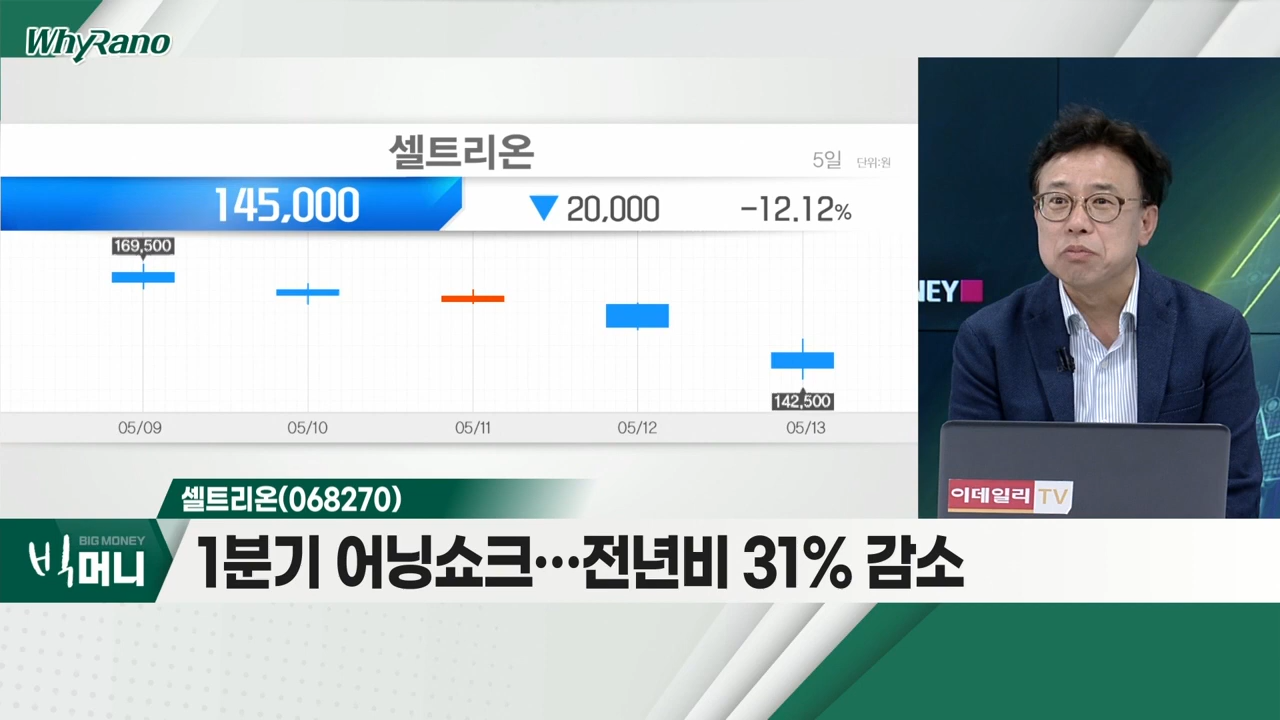 WhyRano
셀트리온
5일 단위:원
145,000 ▼ 20,000 -12.12%
169,500
142,500
05/09 05/10 05/11 05/12 05/13
NEY
이데일리TV
셀트리온(068270)
BIG MONEY
빅머니
1분기 어닝쇼크…전년비 31% 감소